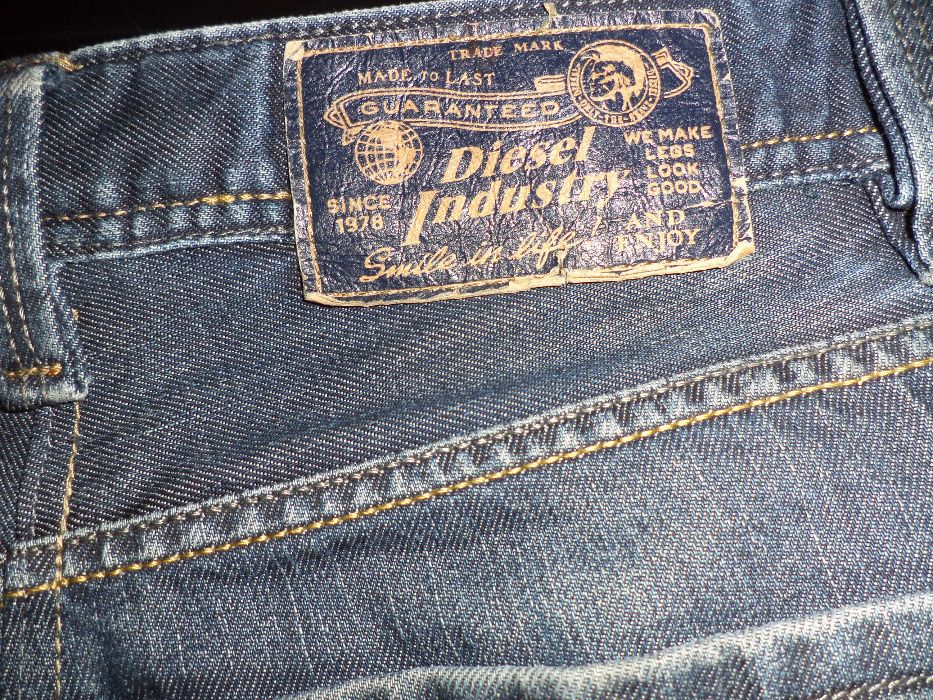 TRADE MARK
MADE TO LAST
GUARANTEED
Diesel
Industry
SINCE
1978
WE MAKE
LEGS
LOOK
GOOD
AND
ENJOY
Smile in life!